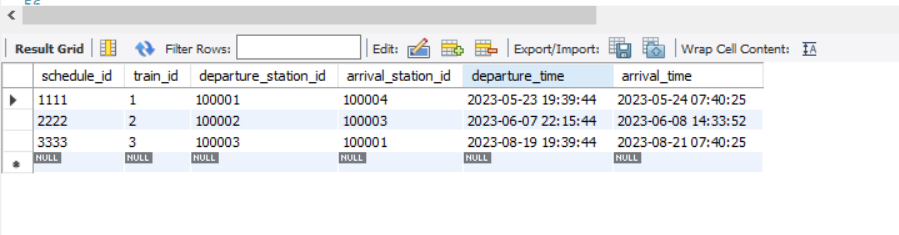 Result Grid Filter Rows: Edit: Export/Import: Wrap Cell Content:
schedule_id train_id departure_station_id arrival_station_id departure_time arrival_time
1111 1 100001 100004 2023-05-23 19:39:44 2023-05-24 07:40:25
2222 2 100002 100003 2023-06-07 22:15:44 2023-06-08 14:33:52
3333 3 100003 100001 2023-08-19 19:39:44 2023-08-21 07:40:25
NULL NULL NULL NULL NULL NULL